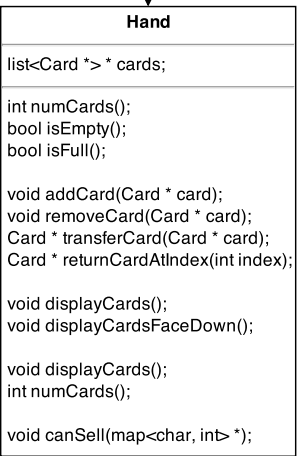 Hand
list<Card *> * cards;
int numCards();
bool isEmpty();
bool isFull();
void addCard(Card * card);
void removeCard(Card * card);
Card * transferCard(Card * card);
Card * returnCardAtIndex(int index);
void displayCards();
void displayCardsFaceDown();
void displayCards();
int numCards();
void canSell(map<char, int> *);